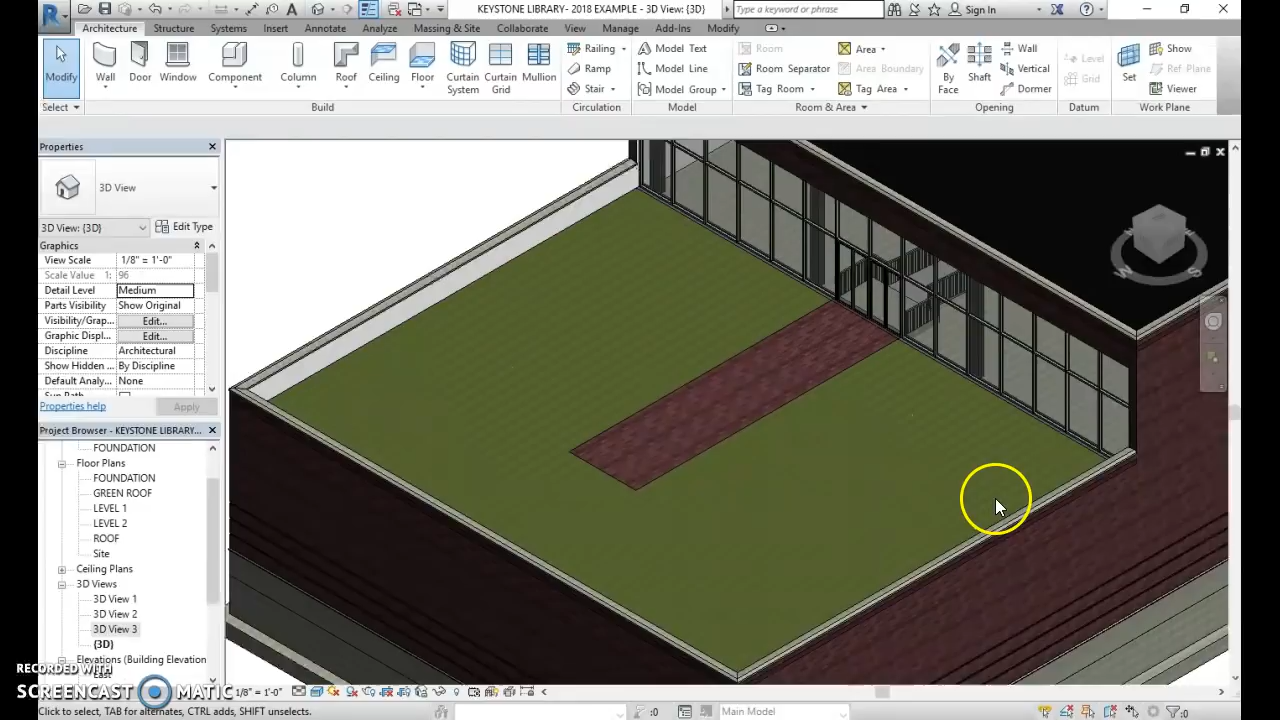 KEYSTONE LIBRARY - 2018 EXAMPLE - 3D View: {3D}
Type a keyword or phrase
Sign In
Architecture Structure Systems Insert Annotate Analyze Massing & Site Collaborate View Manage Add-Ins Modify
Modify Wall Door Window Component Column Roof Ceiling Floor Curtain System Curtain Grid Mullion
Railing Ramp Stair
Model Text Model Line Model Group
Room Room Separator Tag Room
Area Area Boundary Tag Area
By Face Shaft Wall Vertical Dormer
Level Grid
Set Show Ref Plane Viewer
Select Build Circulation Model Room & Area Opening Datum Work Plane
Properties
3D View
3D View: {3D} Edit Type
Graphics
View Scale 1/8" = 1'-0"
Scale Value 1: 96
Detail Level Medium
Parts Visibility Show Original
Visibility/Grap... Edit...
Graphic Displ... Edit...
Discipline Architectural
Show Hidden ... By Discipline
Default Analy... None
Properties help Apply
Project Browser - KEYSTONE LIBRARY...
FOUNDATION
Floor Plans
FOUNDATION
GREEN ROOF
LEVEL 1
LEVEL 2
ROOF
Site
Ceiling Plans
3D Views
3D View 1
3D View 2
3D View 3
{3D}
Elevations (Building Elevation
East
RECORDED WITH
SCREENCAST MATIC
1/8" = 1'-0"
Click to select, TAB for alternates, CTRL adds, SHIFT unselects.
:0
Main Model
:0
W
S